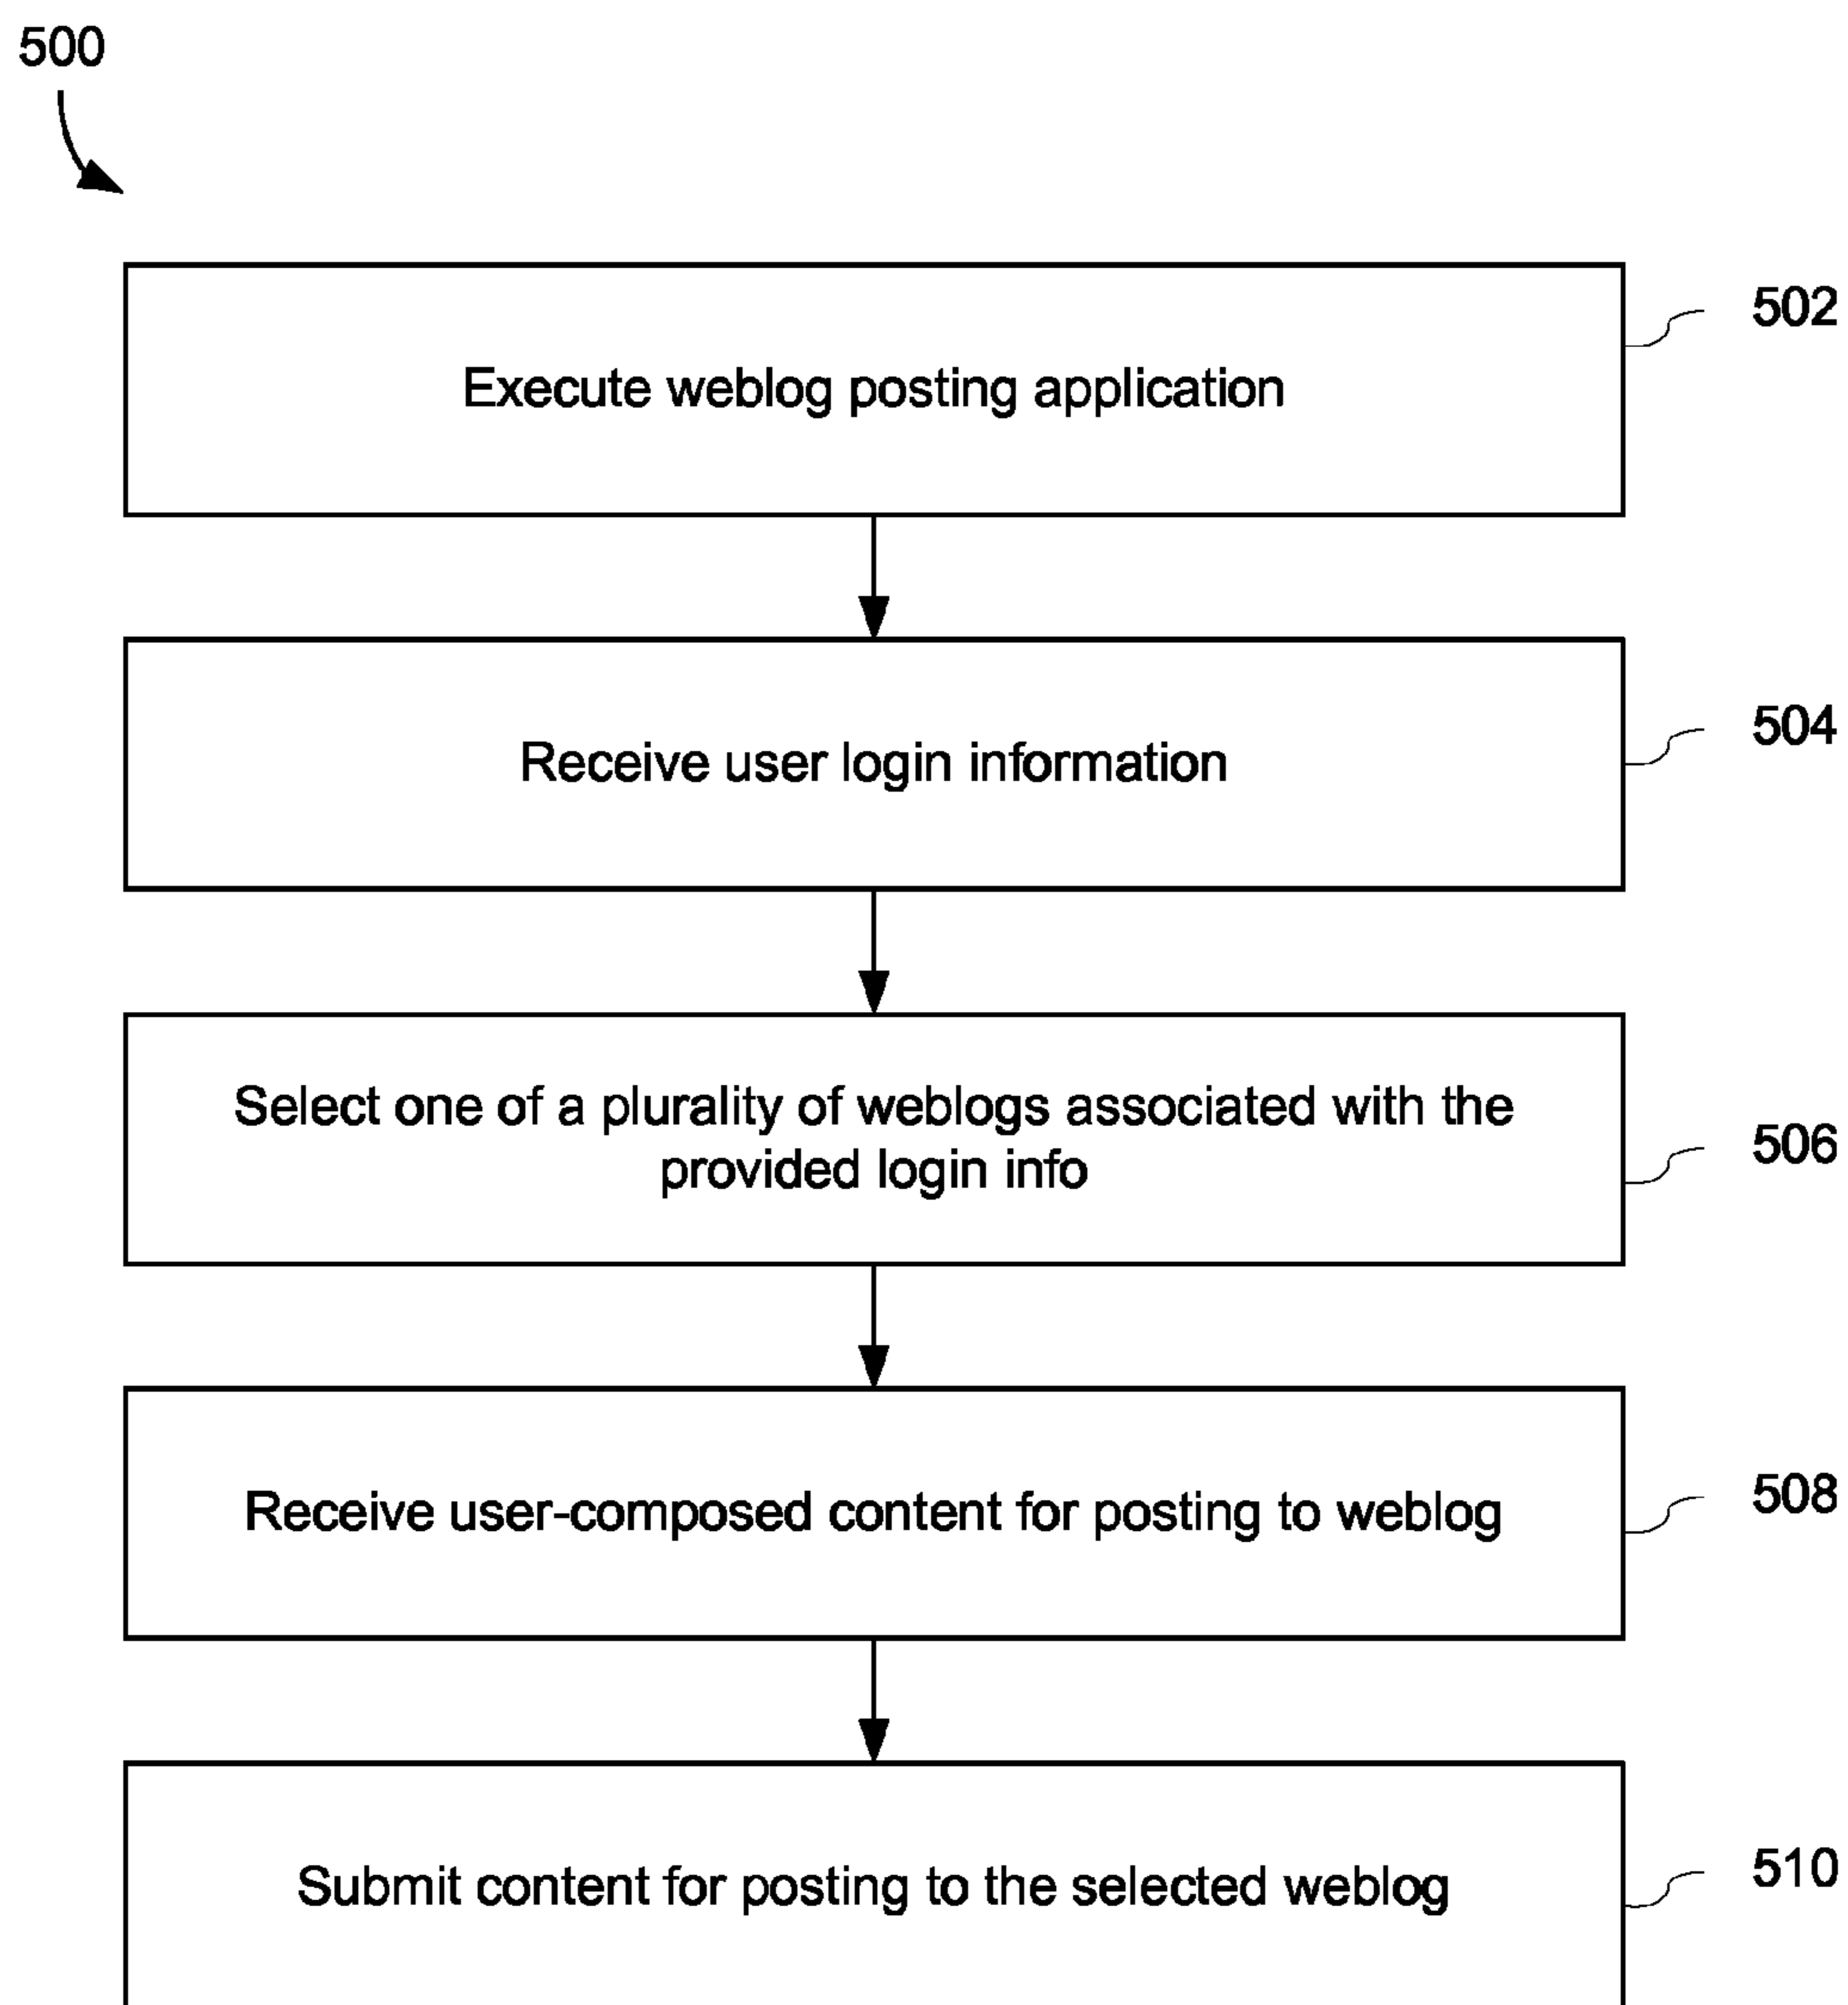 500
Execute weblog posting application
502
Receive user login information
504
Select one of a plurality of weblogs associated with the
provided login info
506
Receive user-composed content for posting to weblog
508
Submit content for posting to the selected weblog
510